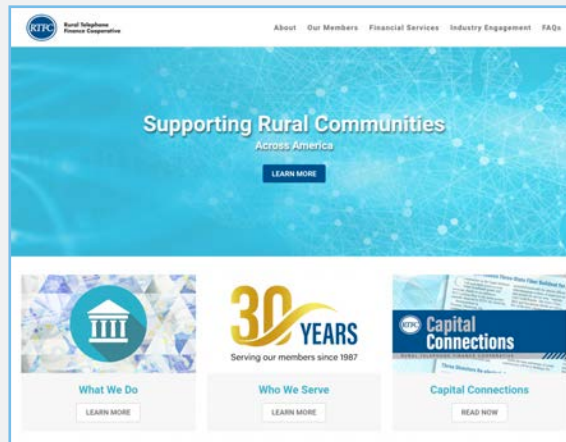 RTFC
Rural Telephone
Finance Cooperative
About Our Members Financial Services Industry Engagement FAQs
Supporting Rural Communities
Across America
LEARN MORE
30 YEARS
Serving our members since 1987
RTFC Capital
Connections
RURAL TELEPHONE FINANCE COOPERATIVE
What We Do
Who We Serve
Capital Connections
LEARN MORE
LEARN MORE
READ NOW